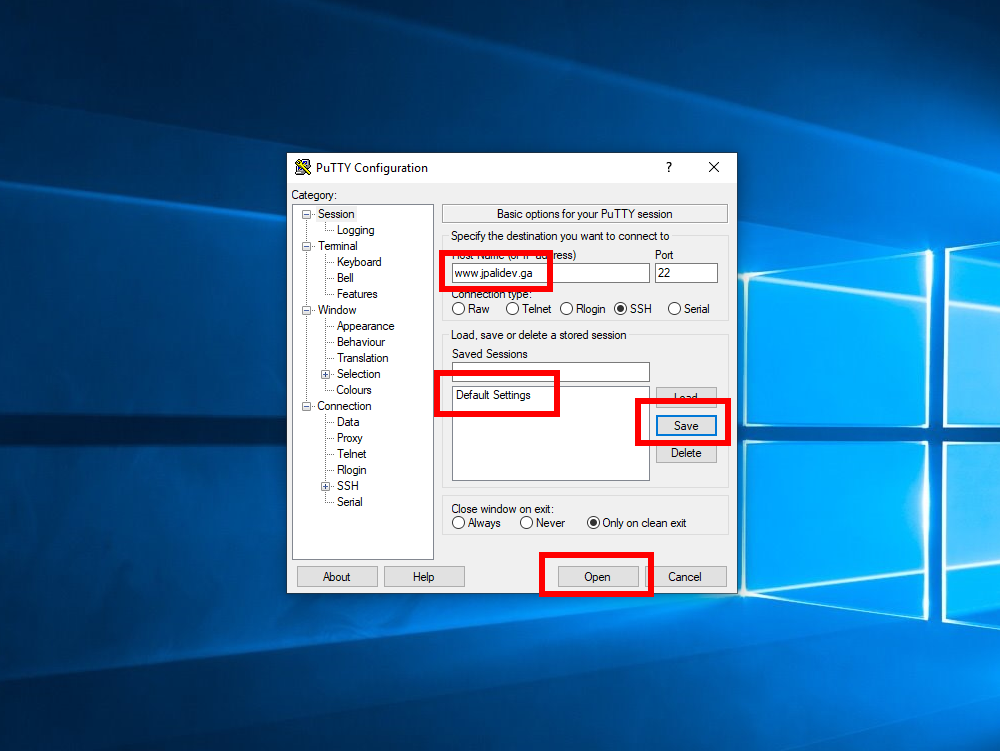 PuTTY Configuration ?
Category:
Session
Logging
Terminal
Keyboard
Bell
Features
Window
Appearance
Behaviour
Translation
Selection
Colours
Connection
Data
Proxy
Telnet
Rlogin
SSH
Serial
Basic options for your PuTTY session
Specify the destination you want to connect to
Host Name (or IP address) Port
www.jpalidev.ga 22
Connection type:
Raw Telnet Rlogin SSH Serial
Load, save or delete a stored session
Saved Sessions
Default Settings
Load
Save
Delete
Close window on exit:
Always Never Only on clean exit
About Help Open Cancel